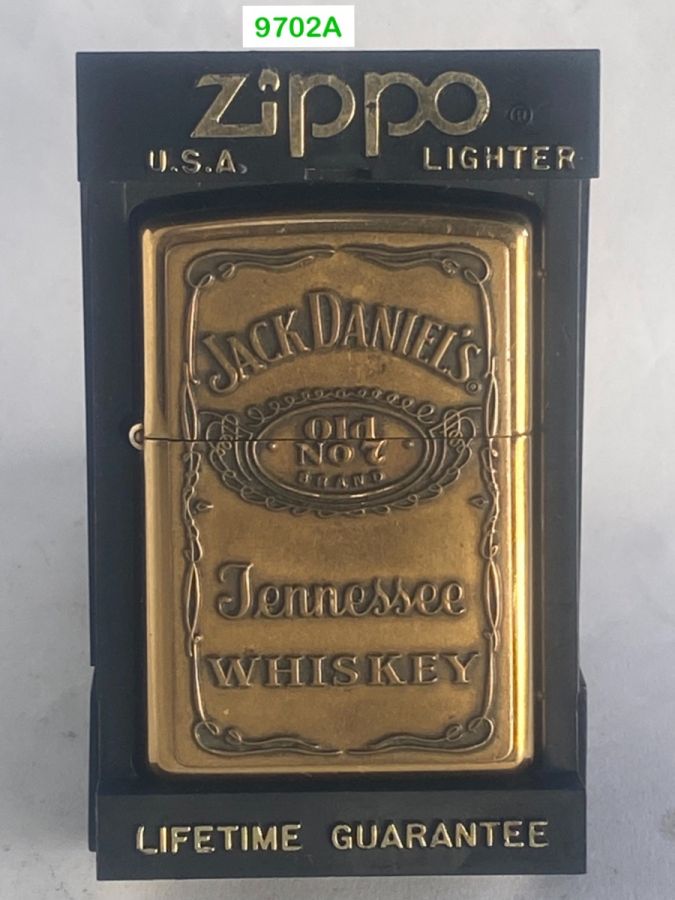 9702A
Zippo®
U.S.A. LIGHTER
JACK DANIEL'S
Old
NO 7
BRAND
Tennessee
WHISKEY
LIFETIME GUARANTEE